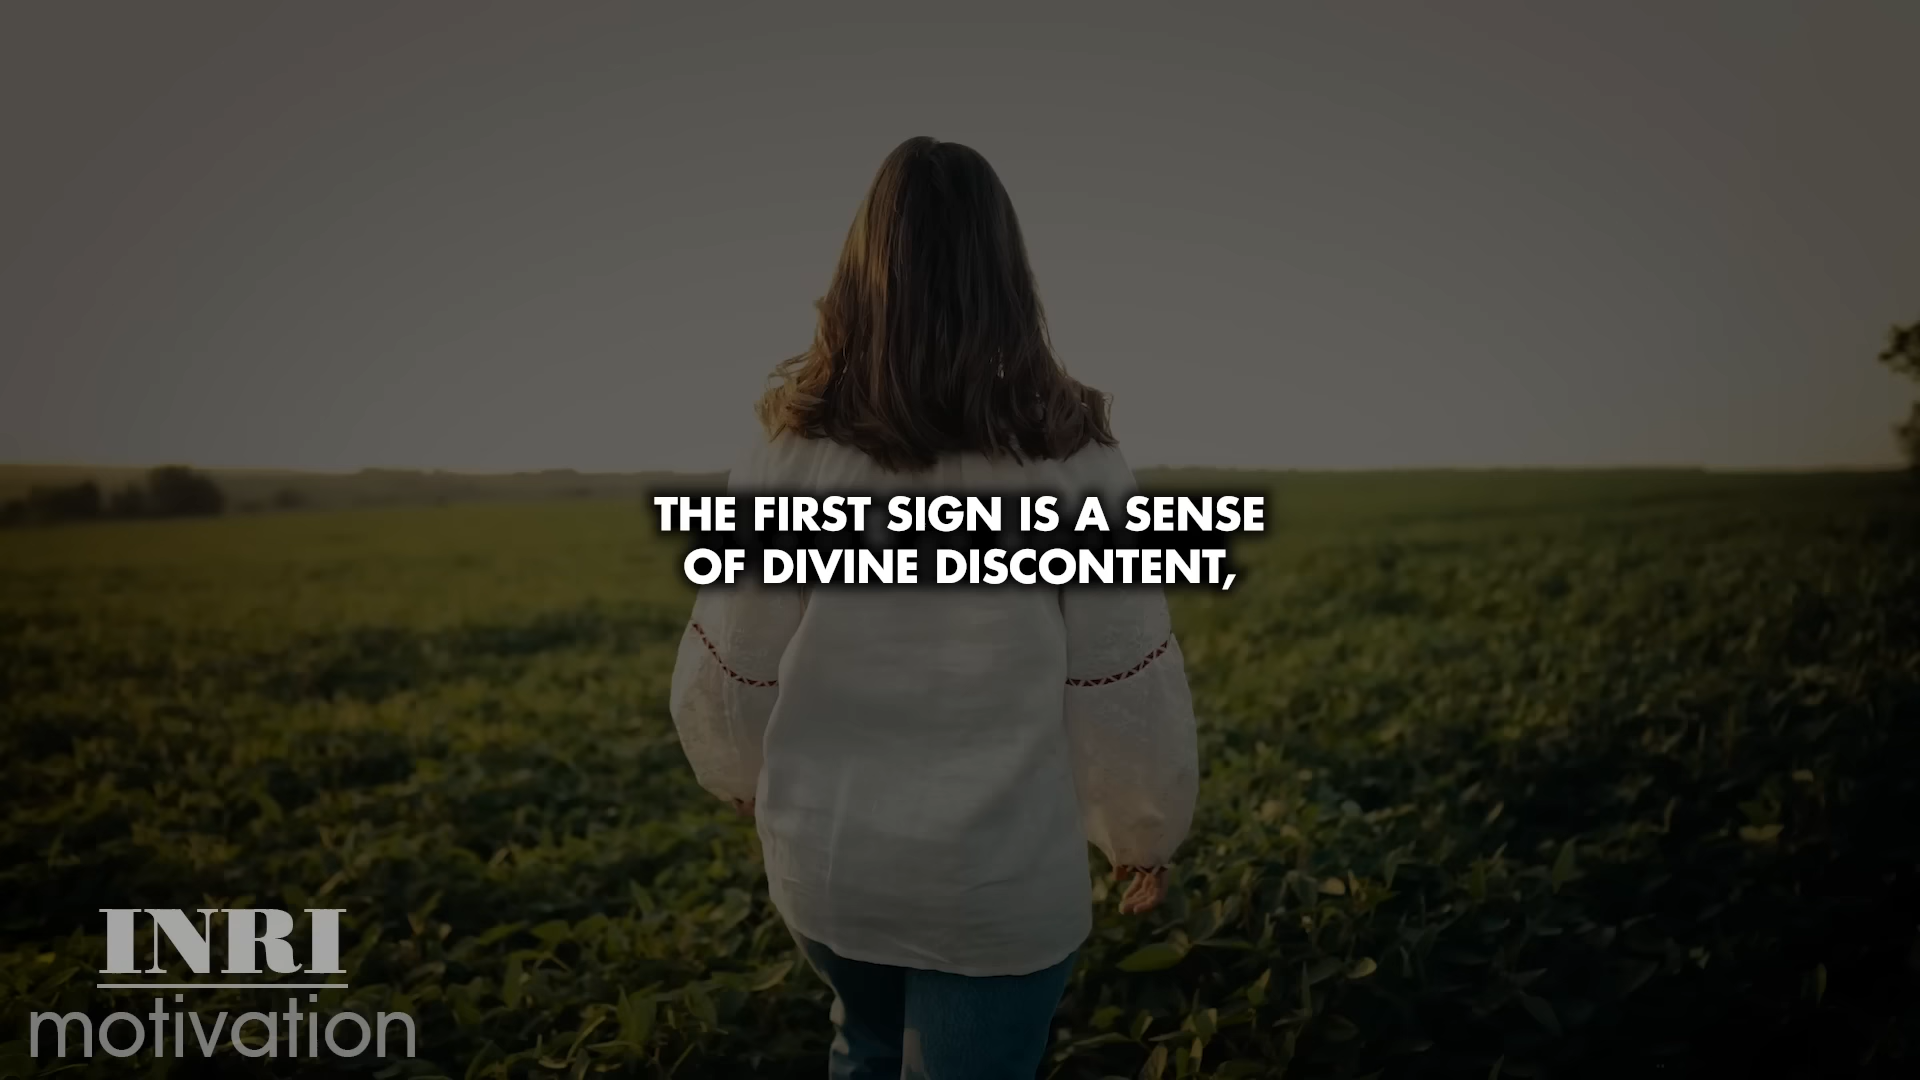 THE FIRST SIGN IS A SENSE
OF DIVINE DISCONTENT,
INRI
motivation